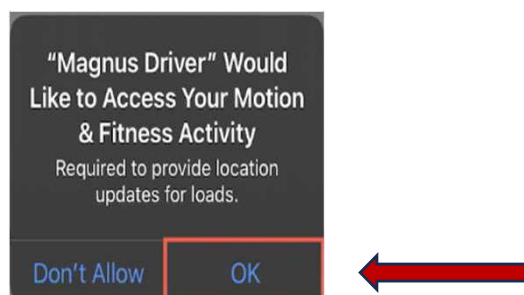 “Magnus Driver” Would
Like to Access Your Motion
& Fitness Activity
Required to provide location
updates for loads.
Don’t Allow
OK